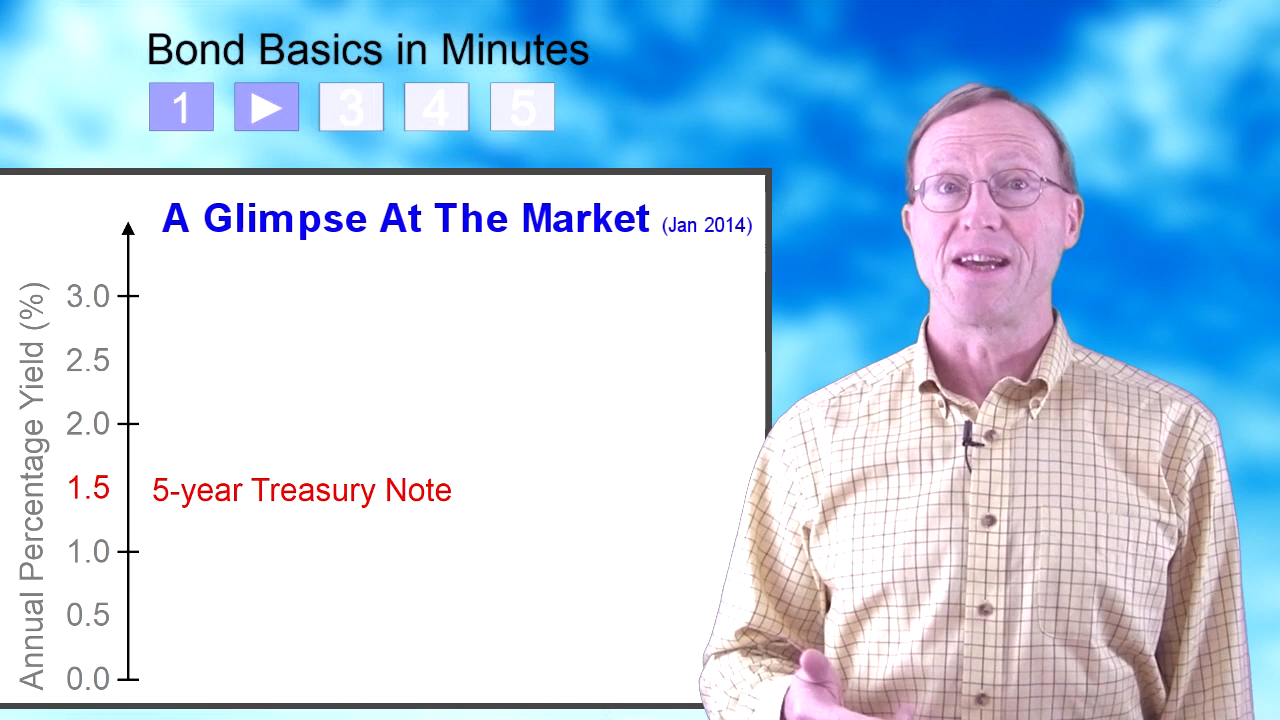 Bond Basics in Minutes
1 3 4 5
A Glimpse At The Market (Jan 2014)
Annual Percentage Yield (%)
3.0
2.5
2.0
1.5 5-year Treasury Note
1.0
0.5
0.0